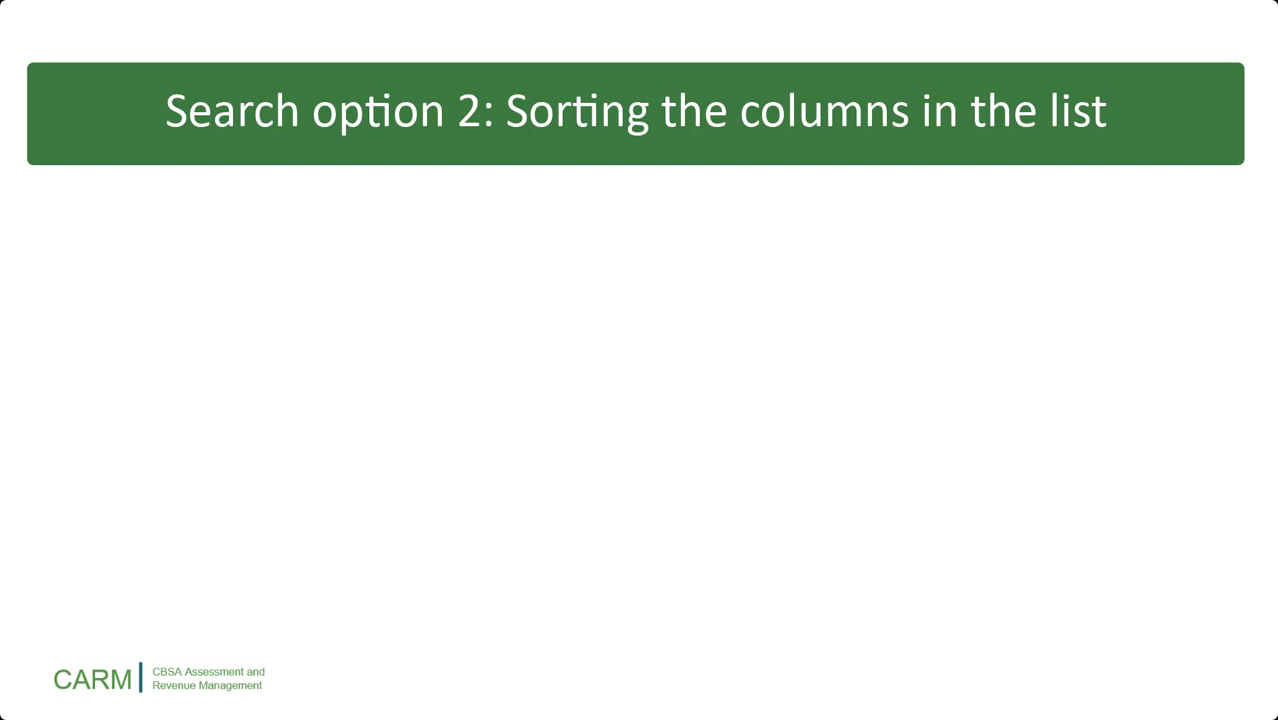 Search option 2: Sorting the columns in the list
CARM
CBSA Assessment and
Revenue Management